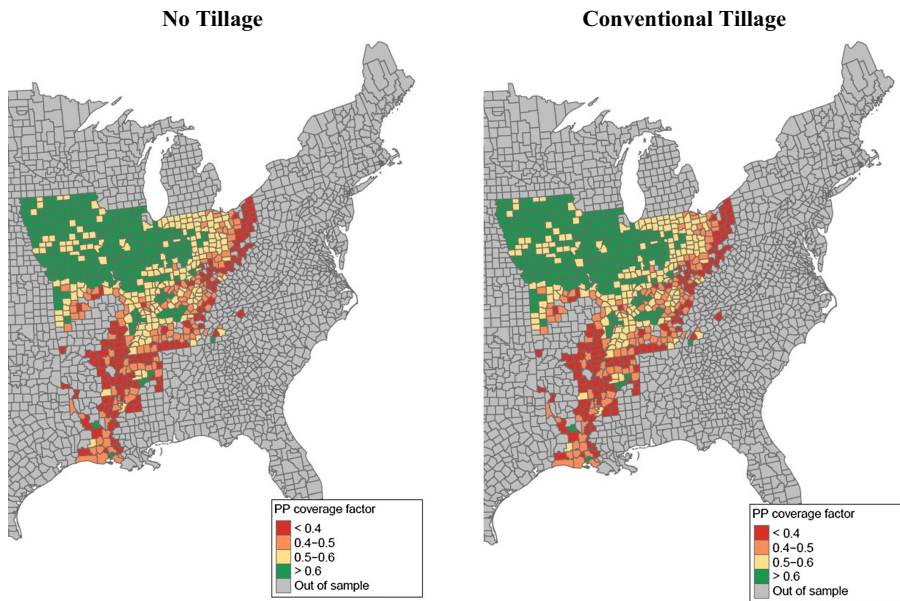 No Tillage
Conventional Tillage
PP coverage factor
< 0.4
0.4–0.5
0.5–0.6
> 0.6
Out of sample
PP coverage factor
< 0.4
0.4–0.5
0.5–0.6
> 0.6
Out of sample